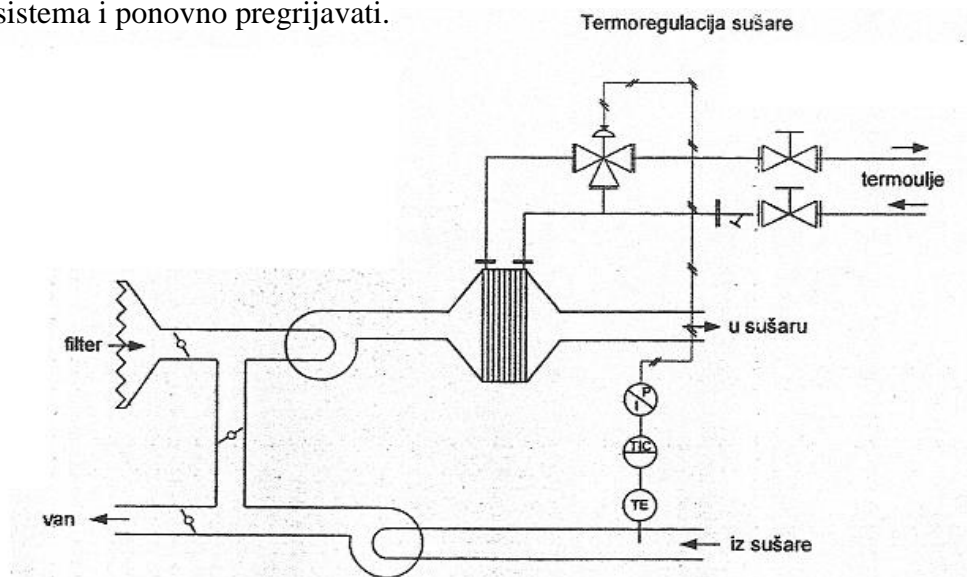 sistema i ponovno pregrijavati.
Termoregulacija sušare
termoulje
filter
u sušaru
P
I
TIC
TE
van
iz sušare